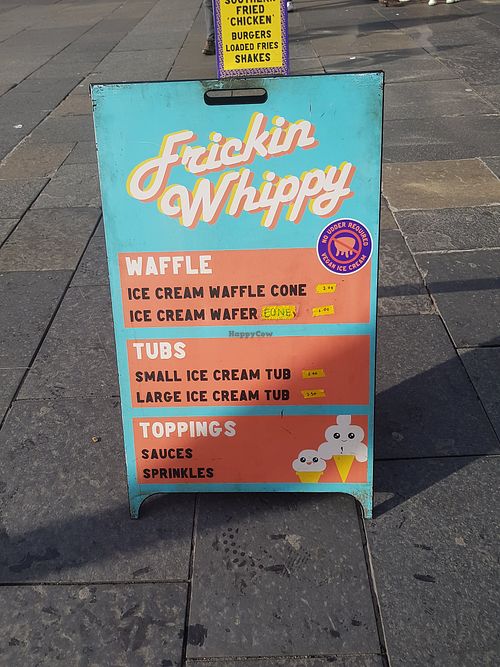 SOUTHERN
FRIED
'CHICKEN'
BURGERS
LOADED FRIES
SHAKES
Frickin
Whippy
NO UDDER REQUIRED
VEGAN ICE CREAM
WAFFLE
ICE CREAM WAFFLE CONE
ICE CREAM WAFER CONE
HappyCow
TUBS
SMALL ICE CREAM TUB
LARGE ICE CREAM TUB
TOPPINGS
SAUCES
SPRINKLES